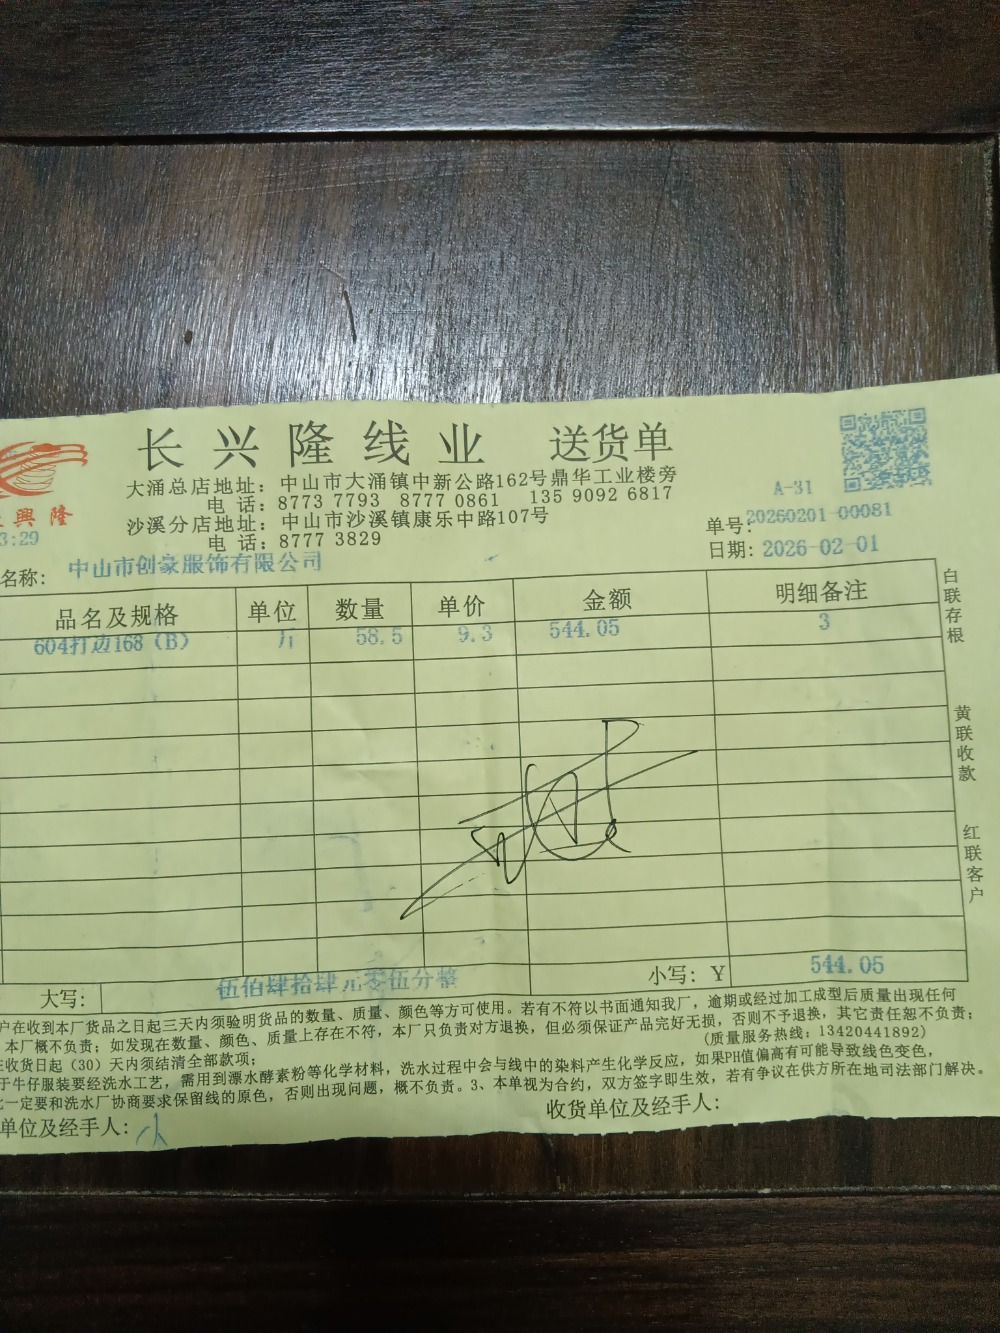 长兴隆线业 送货单
興隆
大涌总店地址：中山市大涌镇中新公路162号鼎华工业楼旁
电 话：8773 7793 8777 0861 135 9092 6817
沙溪分店地址：中山市沙溪镇康乐中路107号
电 话：8777 3829
A-31
单号：20260201-00081
日期：2026-02-01
3:29
名称：中山市创豪服饰有限公司
品名及规格 单位 数量 单价 金额 明细备注
604打边168（B） 斤 58.5 9.3 544.05 3
白联存根
黄联收款
红联客户
大写：伍佰肆拾肆元零伍分整 小写：Y 544.05
户在收到本厂货品之日起三天内须验明货品的数量、质量、颜色等方可使用。若有不符以书面通知我厂，逾期或经过加工成型后质量出现任何
本厂概不负责；如发现在数量、颜色、质量上存在不符，本厂只负责对方退换，但必须保证产品完好无损，否则不予退换，其它责任恕不负责；
在收货日起（30）天内须结清全部款项；
(质量服务热线：13420441892)
于牛仔服装要经洗水工艺，需用到漂水酵素粉等化学材料，洗水过程中会与线中的染料产生化学反应，如果PH值偏高有可能导致线色变色，
一定要和洗水厂协商要求保留线的原色，否则出现问题，概不负责。3、本单视为合约，双方签字即生效，若有争议在供方所在地司法部门解决。
单位及经手人：
收货单位及经手人：